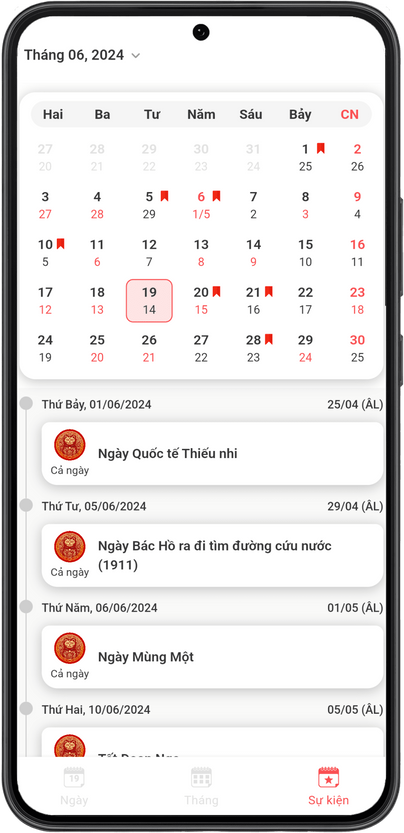 Tháng 06, 2024
Hai Ba Tư Năm Sáu Bảy CN
27 28 29 30 31 1 2
20 21 22 23 24 25 26
3 4 5 6 7 8 9
27 28 29 1/5 2 3 4
10 11 12 13 14 15 16
5 6 7 8 9 10 11
17 18 19 20 21 22 23
12 13 14 15 16 17 18
24 25 26 27 28 29 30
19 20 21 22 23 24 25
Thứ Bảy, 01/06/2024 25/04 (ÂL)
Ngày Quốc tế Thiếu nhi
Cả ngày
Thứ Tư, 05/06/2024 29/04 (ÂL)
Ngày Bác Hồ ra đi tìm đường cứu nước
(1911)
Cả ngày
Thứ Năm, 06/06/2024 01/05 (ÂL)
Ngày Mùng Một
Cả ngày
Thứ Hai, 10/06/2024 05/05 (ÂL)
19
Ngày Tháng Sự kiện